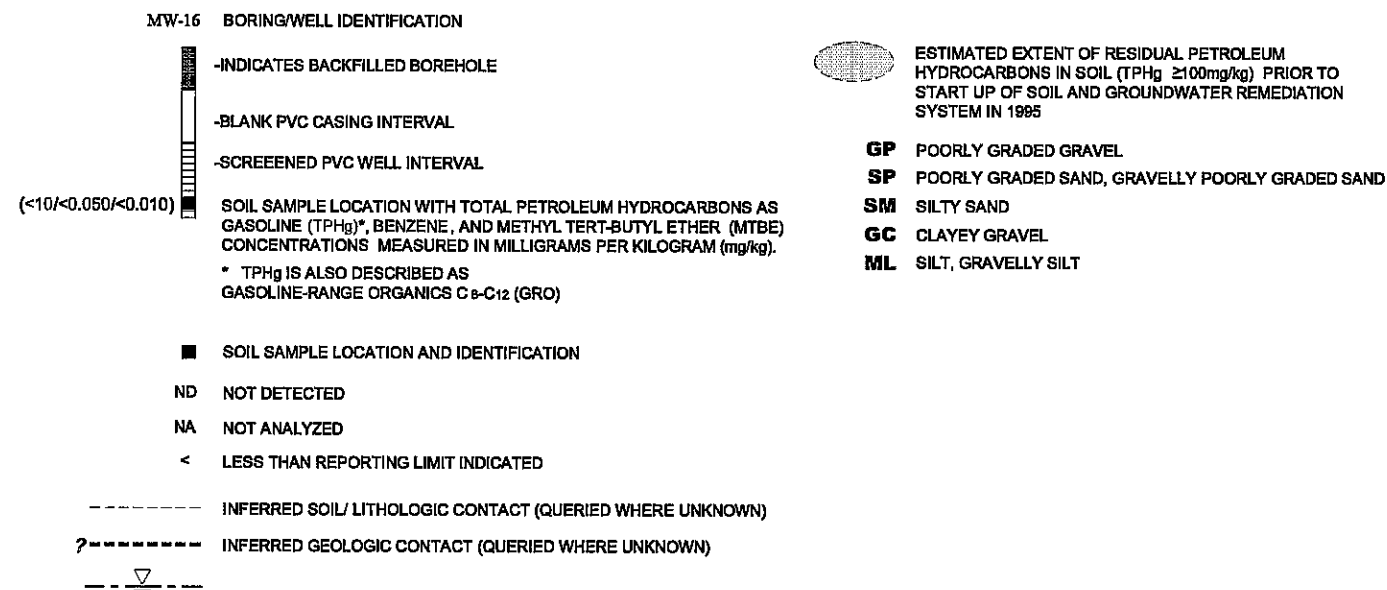 MW-16 BORING/WELL IDENTIFICATION
-INDICATES BACKFILLED BOREHOLE
-BLANK PVC CASING INTERVAL
-SCREEENED PVC WELL INTERVAL
(<10/<0.050/<0.010) SOIL SAMPLE LOCATION WITH TOTAL PETROLEUM HYDROCARBONS AS
GASOLINE (TPHg)*, BENZENE, AND METHYL TERT-BUTYL ETHER (MTBE)
CONCENTRATIONS MEASURED IN MILLIGRAMS PER KILOGRAM (mg/kg).
* TPHg IS ALSO DESCRIBED AS
GASOLINE-RANGE ORGANICS C6-C12 (GRO)
SOIL SAMPLE LOCATION AND IDENTIFICATION
ND NOT DETECTED
NA NOT ANALYZED
< LESS THAN REPORTING LIMIT INDICATED
INFERRED SOIL/ LITHOLOGIC CONTACT (QUERIED WHERE UNKNOWN)
? INFERRED GEOLOGIC CONTACT (QUERIED WHERE UNKNOWN)
ESTIMATED EXTENT OF RESIDUAL PETROLEUM
HYDROCARBONS IN SOIL (TPHg ≥100mg/kg) PRIOR TO
START UP OF SOIL AND GROUNDWATER REMEDIATION
SYSTEM IN 1995
GP POORLY GRADED GRAVEL
SP POORLY GRADED SAND, GRAVELLY POORLY GRADED SAND
SM SILTY SAND
GC CLAYEY GRAVEL
ML SILT, GRAVELLY SILT